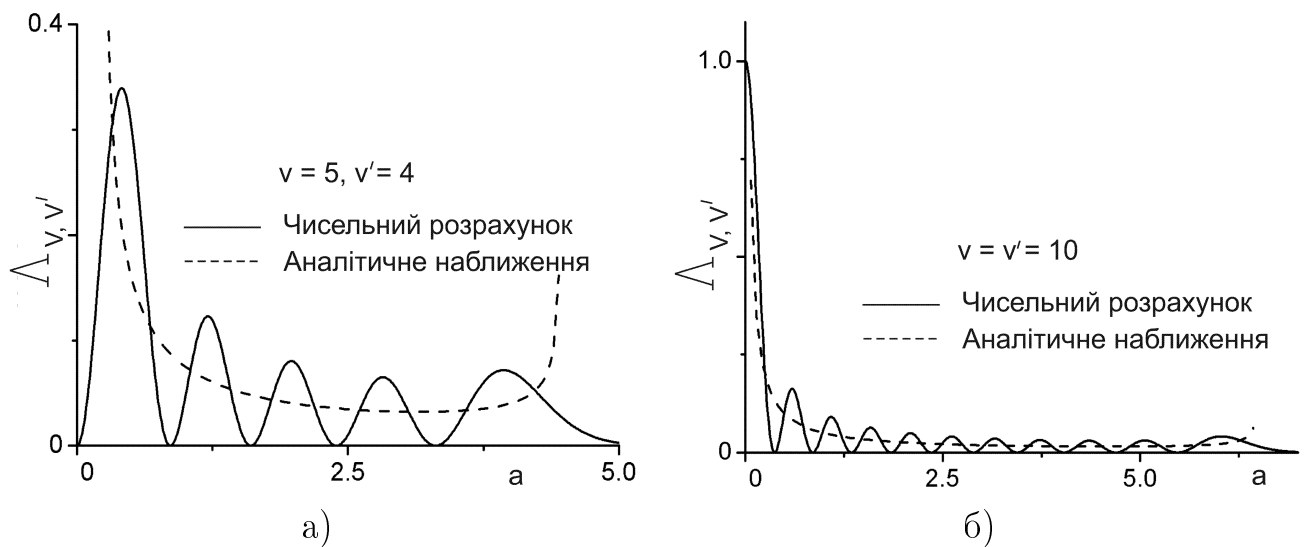 0.4
v = 5, v′ = 4
Чисельний розрахунок
Аналітичне наближення
Λv, v′
0
0
2.5
a
5.0
а)
1.0
v = v′ = 10
Чисельний розрахунок
Аналітичне наближення
Λv, v′
0
0
2.5
5.0
a
б)